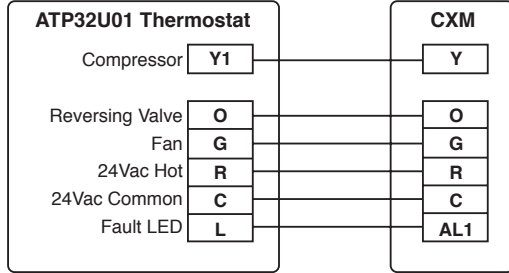 ATP32U01 Thermostat CXM
Compressor Y1 Y
Reversing Valve O O
Fan G G
24Vac Hot R R
24Vac Common C C
Fault LED L AL1